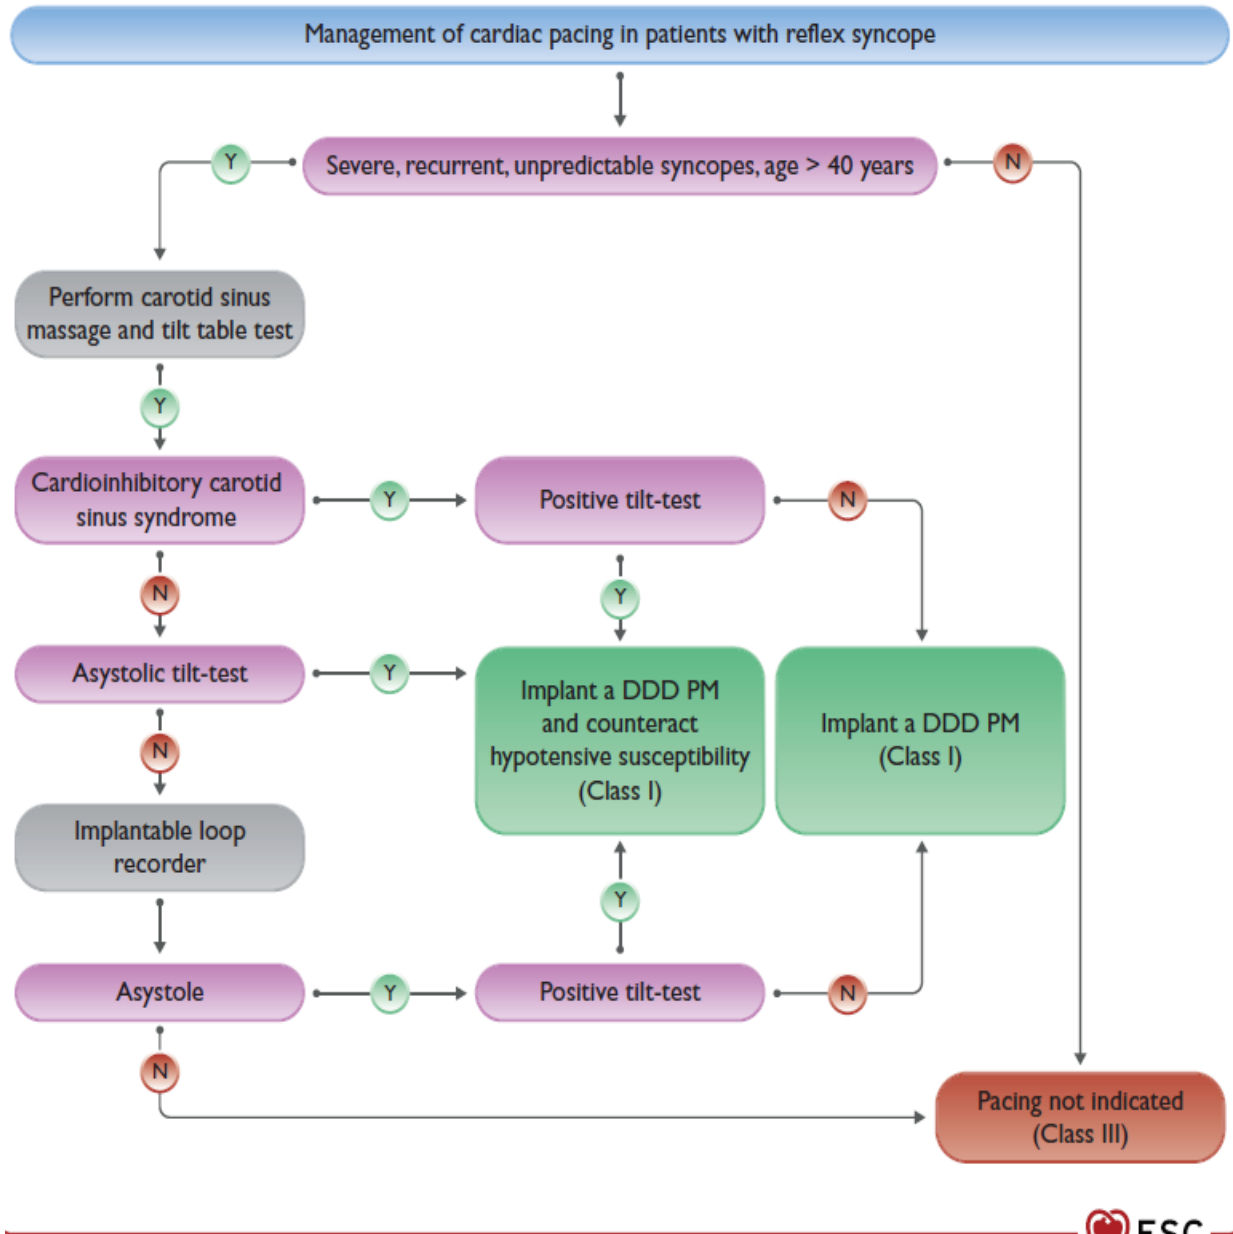 Management of cardiac pacing in patients with reflex syncope
Y
Severe, recurrent, unpredictable syncopes, age > 40 years
N
Perform carotid sinus
massage and tilt table test
Y
Cardioinhibitory carotid
sinus syndrome
Y
Positive tilt-test
N
N
Y
Asystolic tilt-test
Y
Implant a DDD PM
and counteract
hypotensive susceptibility
(Class I)
Implant a DDD PM
(Class I)
N
Implantable loop
recorder
Y
Asystole
Y
Positive tilt-test
N
N
Pacing not indicated
(Class III)
ESC